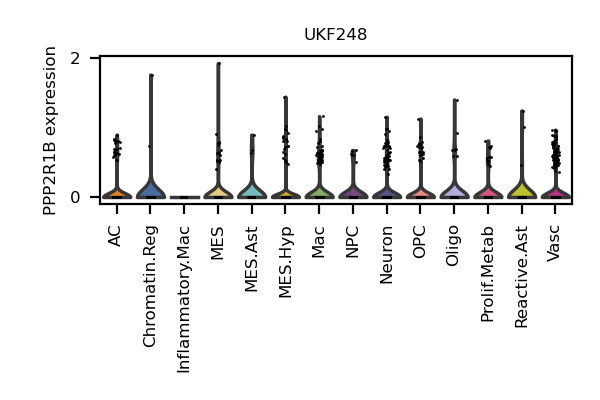 UKF248
PPP2R1B expression
2
0
AC
Chromatin.Reg
Inflammatory.Mac
MES
MES.Ast
MES.Hyp
Mac
NPC
Neuron
OPC
Oligo
Prolif.Metab
Reactive.Ast
Vasc